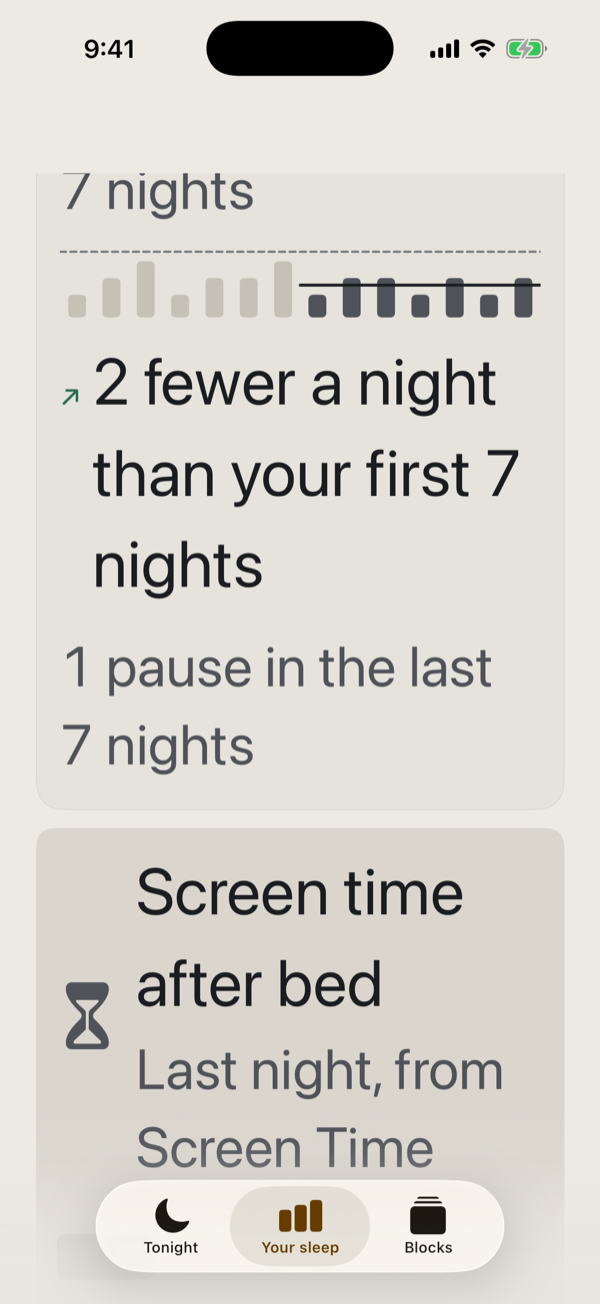 9:41
7 nights
2 fewer a night
than your first 7
nights
1 pause in the last
7 nights
Screen time
after bed
Last night, from
Screen Time
Tonight
Your sleep
Blocks